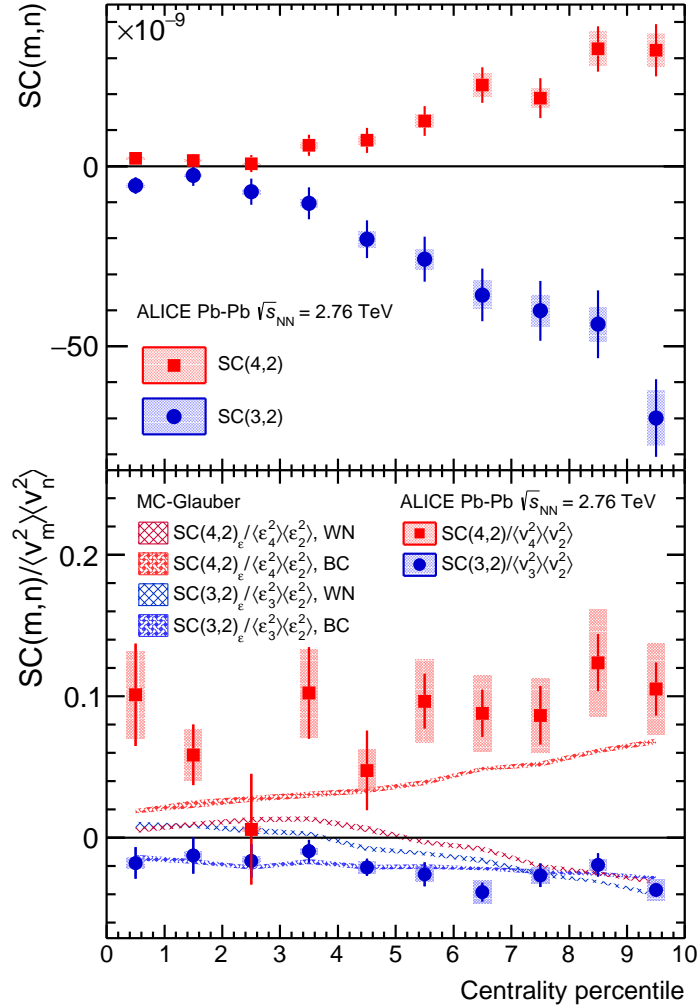 SC(m,n)
×10⁻⁹
0
−50
ALICE Pb-Pb √s_NN = 2.76 TeV
SC(4,2)
SC(3,2)
SC(m,n)/⟨v²_m⟩⟨v²_n⟩
MC-Glauber
SC(4,2)_ε/⟨ε²_4⟩⟨ε²_2⟩, WN
SC(4,2)_ε/⟨ε²_4⟩⟨ε²_2⟩, BC
SC(3,2)_ε/⟨ε²_3⟩⟨ε²_2⟩, WN
SC(3,2)_ε/⟨ε²_3⟩⟨ε²_2⟩, BC
ALICE Pb-Pb √s_NN = 2.76 TeV
SC(4,2)/⟨v²_4⟩⟨v²_2⟩
SC(3,2)/⟨v²_3⟩⟨v²_2⟩
0.2
0.1
0
0 1 2 3 4 5 6 7 8 9 10
Centrality percentile